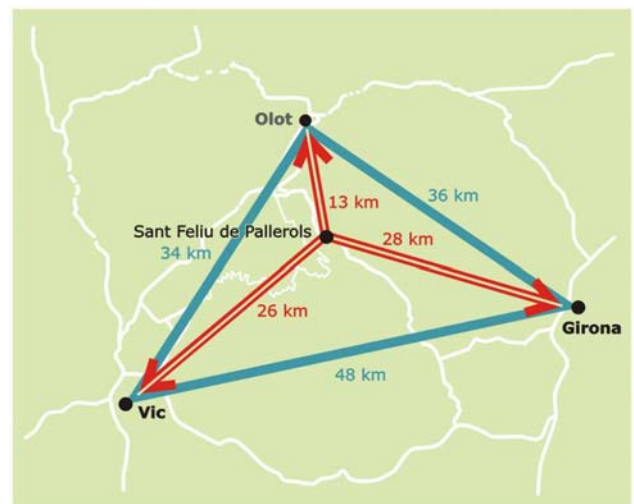 Olot
36 km
13 km
Sant Feliu de Pallerols
28 km
34 km
26 km
Girona
48 km
Vic